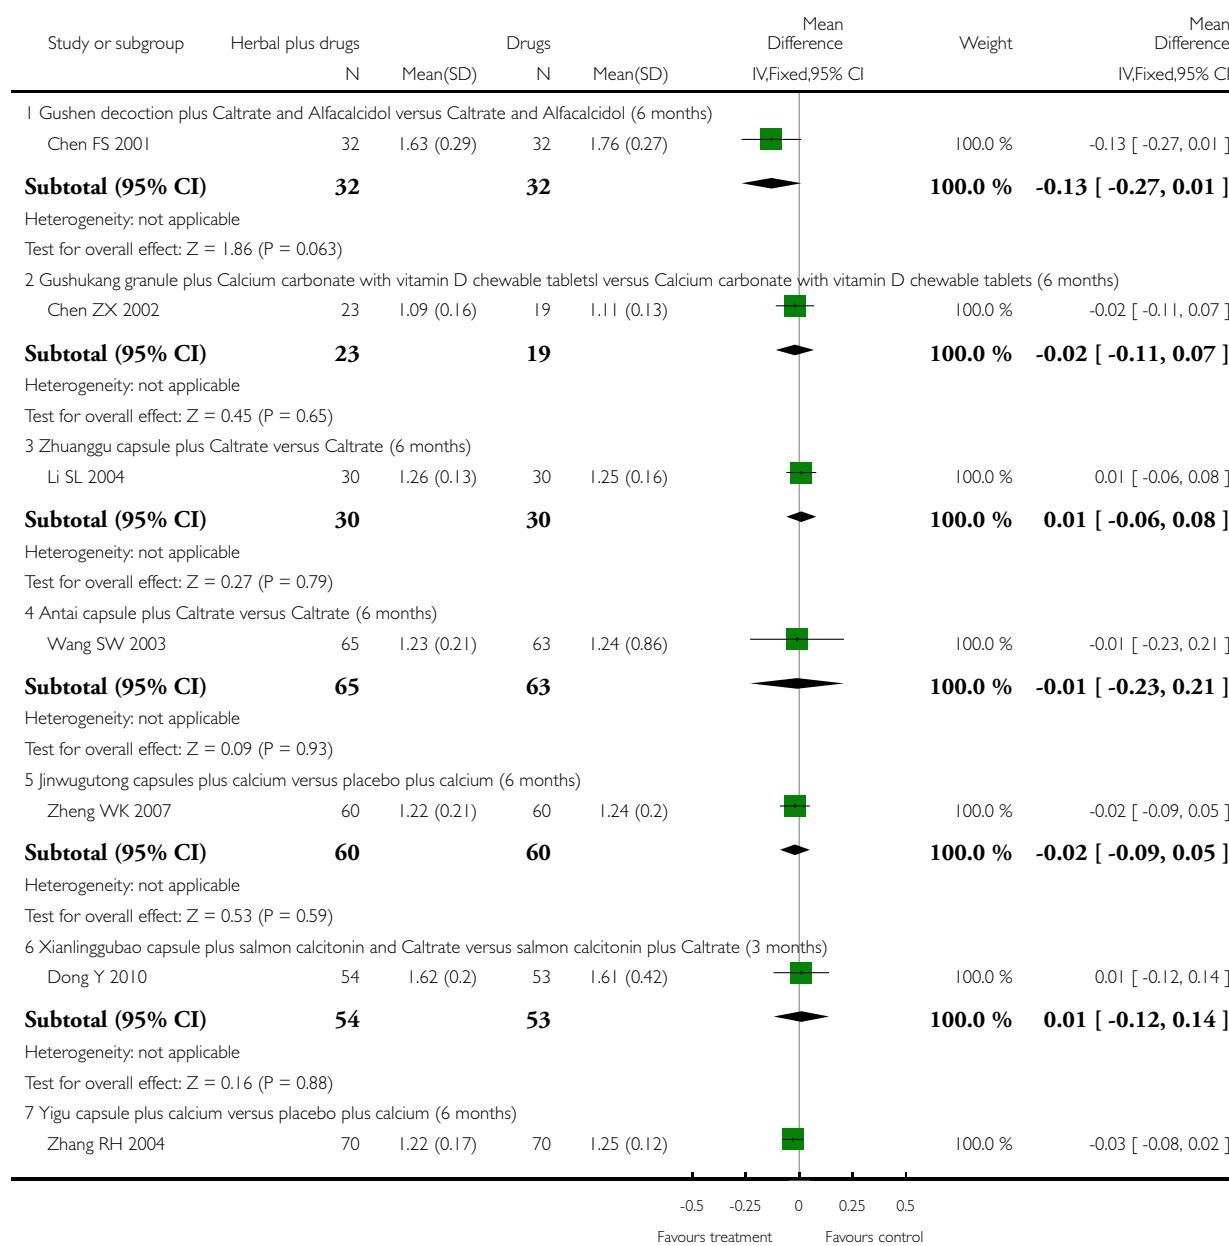 Study or subgroup Herbal plus drugs Drugs Mean Difference Weight Mean Difference
N Mean(SD) N Mean(SD) IV,Fixed,95% CI IV,Fixed,95% CI
1 Gushen decoction plus Caltrate and Alfacalcidol versus Caltrate and Alfacalcidol (6 months)
Chen FS 2001 32 1.63 (0.29) 32 1.76 (0.27) 100.0 % -0.13 [ -0.27, 0.01 ]
Subtotal (95% CI) 32 32 100.0 % -0.13 [ -0.27, 0.01 ]
Heterogeneity: not applicable
Test for overall effect: Z = 1.86 (P = 0.063)
2 Gushukang granule plus Calcium carbonate with vitamin D chewable tabletsl versus Calcium carbonate with vitamin D chewable tablets (6 months)
Chen ZX 2002 23 1.09 (0.16) 19 1.11 (0.13) 100.0 % -0.02 [ -0.11, 0.07 ]
Subtotal (95% CI) 23 19 100.0 % -0.02 [ -0.11, 0.07 ]
Heterogeneity: not applicable
Test for overall effect: Z = 0.45 (P = 0.65)
3 Zhuanggu capsule plus Caltrate versus Caltrate (6 months)
Li SL 2004 30 1.26 (0.13) 30 1.25 (0.16) 100.0 % 0.01 [ -0.06, 0.08 ]
Subtotal (95% CI) 30 30 100.0 % 0.01 [ -0.06, 0.08 ]
Heterogeneity: not applicable
Test for overall effect: Z = 0.27 (P = 0.79)
4 Antai capsule plus Caltrate versus Caltrate (6 months)
Wang SW 2003 65 1.23 (0.21) 63 1.24 (0.86) 100.0 % -0.01 [ -0.23, 0.21 ]
Subtotal (95% CI) 65 63 100.0 % -0.01 [ -0.23, 0.21 ]
Heterogeneity: not applicable
Test for overall effect: Z = 0.09 (P = 0.93)
5 Jinwugutong capsules plus calcium versus placebo plus calcium (6 months)
Zheng WK 2007 60 1.22 (0.21) 60 1.24 (0.2) 100.0 % -0.02 [ -0.09, 0.05 ]
Subtotal (95% CI) 60 60 100.0 % -0.02 [ -0.09, 0.05 ]
Heterogeneity: not applicable
Test for overall effect: Z = 0.53 (P = 0.59)
6 Xianlinggubao capsule plus salmon calcitonin and Caltrate versus salmon calcitonin plus Caltrate (3 months)
Dong Y 2010 54 1.62 (0.2) 53 1.61 (0.42) 100.0 % 0.01 [ -0.12, 0.14 ]
Subtotal (95% CI) 54 53 100.0 % 0.01 [ -0.12, 0.14 ]
Heterogeneity: not applicable
Test for overall effect: Z = 0.16 (P = 0.88)
7 Yigu capsule plus calcium versus placebo plus calcium (6 months)
Zhang RH 2004 70 1.22 (0.17) 70 1.25 (0.12) 100.0 % -0.03 [ -0.08, 0.02 ]
-0.5 -0.25 0 0.25 0.5
Favours treatment Favours control